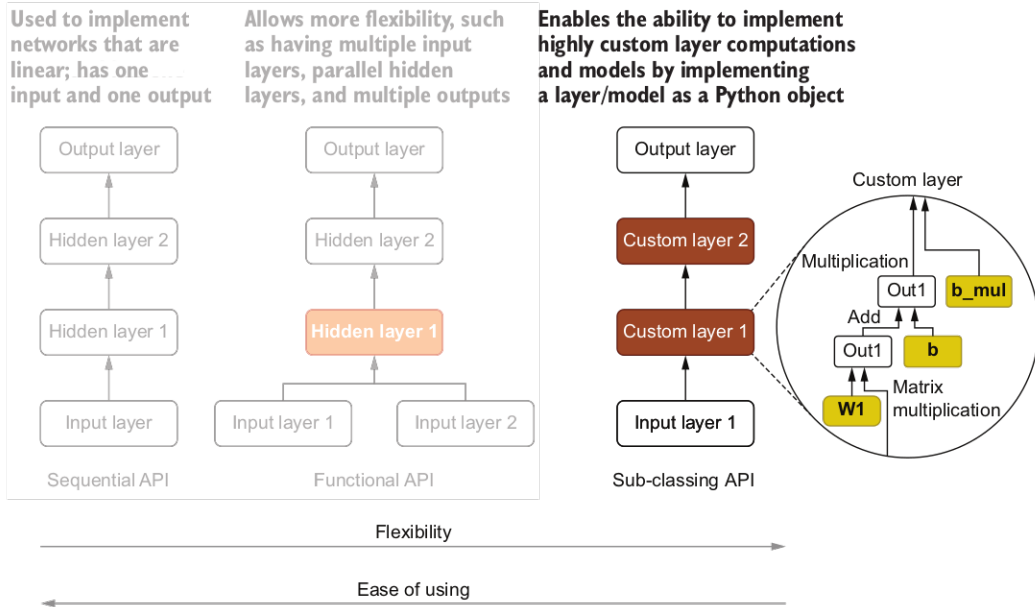 Used to implement
networks that are
linear; has one
input and one output
Allows more flexibility, such
as having multiple input
layers, parallel hidden
layers, and multiple outputs
Enables the ability to implement
highly custom layer computations
and models by implementing
a layer/model as a Python object
Output layer
Hidden layer 2
Hidden layer 1
Input layer
Sequential API
Output layer
Hidden layer 2
Hidden layer 1
Input layer 1
Input layer 2
Functional API
Output layer
Custom layer 2
Custom layer 1
Input layer 1
Sub-classing API
Custom layer
Multiplication
Out1
b_mul
Add
Out1
b
W1
Matrix
multiplication
Flexibility
Ease of using